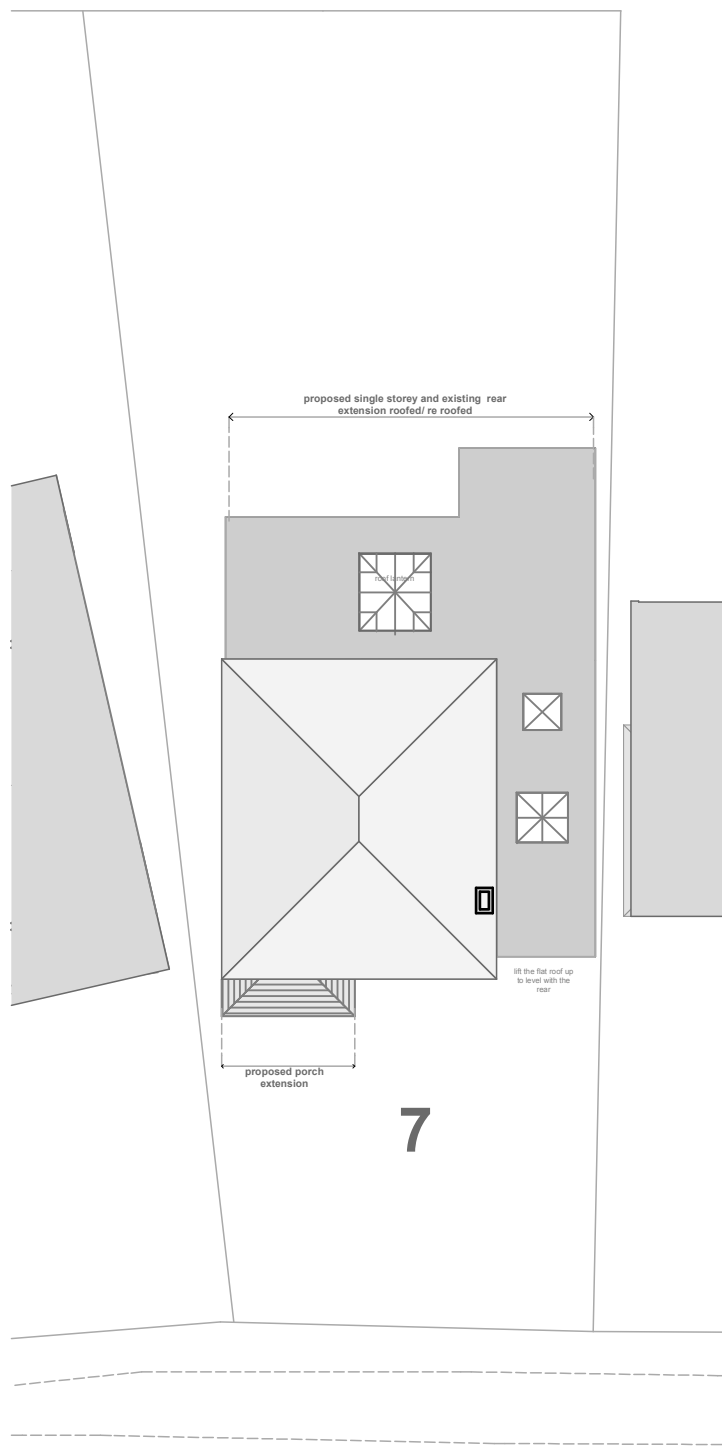 proposed single storey and existing rear
extension roofed/ re roofed
roof lantern
lift the flat roof up
to level with the
rear
proposed porch
extension
7